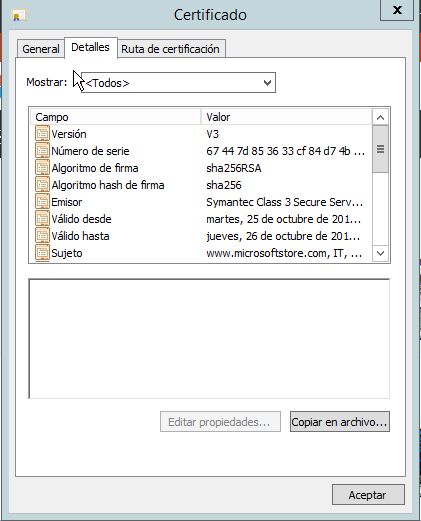 Certificado
General Detalles Ruta de certificación
Mostrar: <Todos>
Campo Valor
Versión V3
Número de serie 67 44 7d 85 36 33 cf 84 d7 4b ...
Algoritmo de firma sha256RSA
Algoritmo hash de firma sha256
Emisor Symantec Class 3 Secure Serv...
Válido desde martes, 25 de octubre de 201...
Válido hasta jueves, 26 de octubre de 201...
Sujeto www.microsoftstore.com, IT, ...
Editar propiedades... Copiar en archivo...
Aceptar